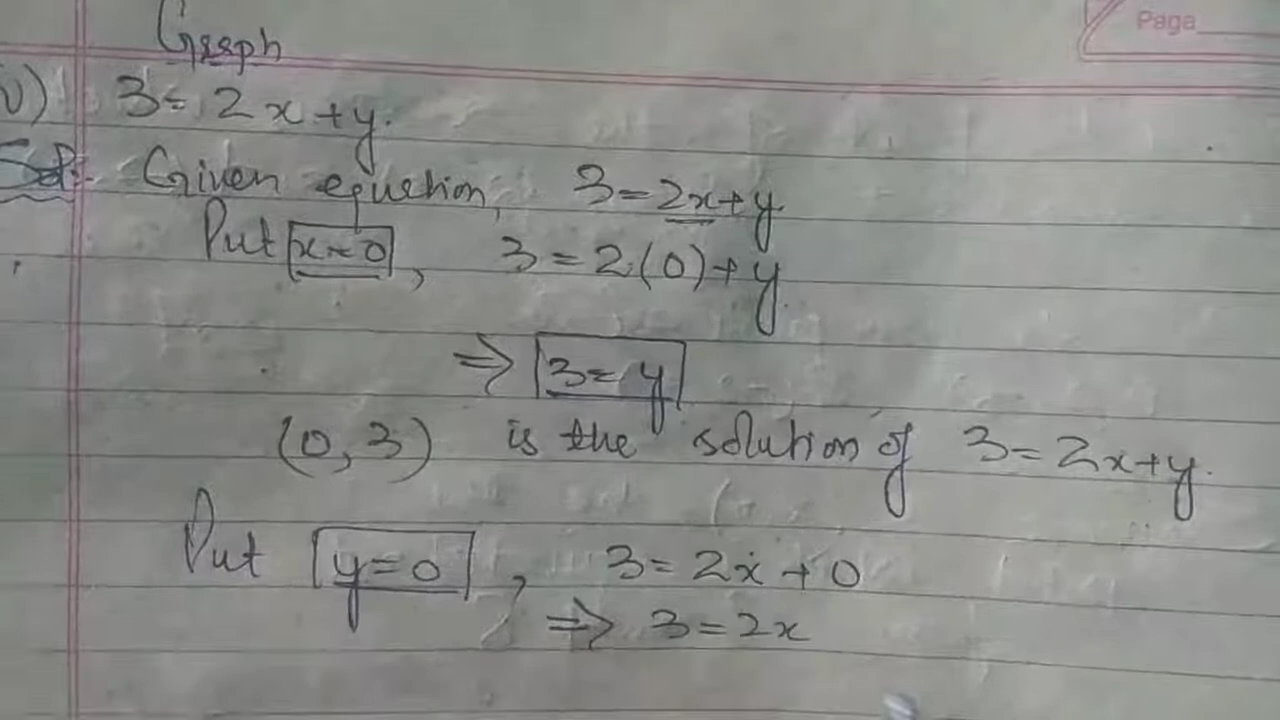 Paga
Graph
v) 3 = 2x + y.
Sol:- Given equation, 3 = 2x + y.
Put x = 0, 3 = 2(0) + y.
⇒ 3 = y
(0, 3) is the solution of 3 = 2x + y.
Put y = 0, 3 = 2x + 0
⇒ 3 = 2x